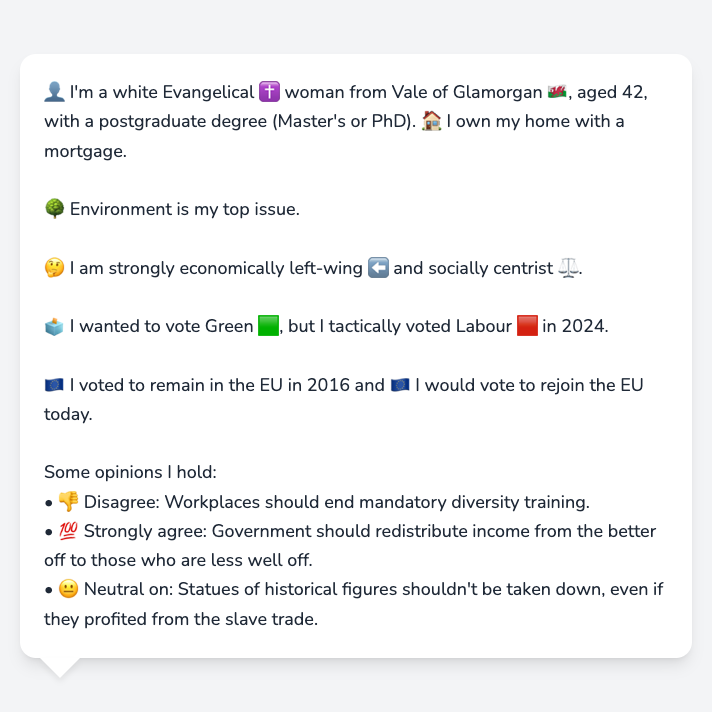 👤 I'm a white Evangelical ✝️ woman from Vale of Glamorgan 🏴󠁧󠁢󠁷󠁬󠁳󠁿, aged 42,
with a postgraduate degree (Master's or PhD). 🏠 I own my home with a
mortgage.
🌳 Environment is my top issue.
🤔 I am strongly economically left-wing ⬅️ and socially centrist ⚖️.
🗳️ I wanted to vote Green 🟩, but I tactically voted Labour 🟥 in 2024.
🇪🇺 I voted to remain in the EU in 2016 and 🇪🇺 I would vote to rejoin the EU
today.
Some opinions I hold:
• 👎 Disagree: Workplaces should end mandatory diversity training.
• 💯 Strongly agree: Government should redistribute income from the better
off to those who are less well off.
• 😐 Neutral on: Statues of historical figures shouldn't be taken down, even if
they profited from the slave trade.